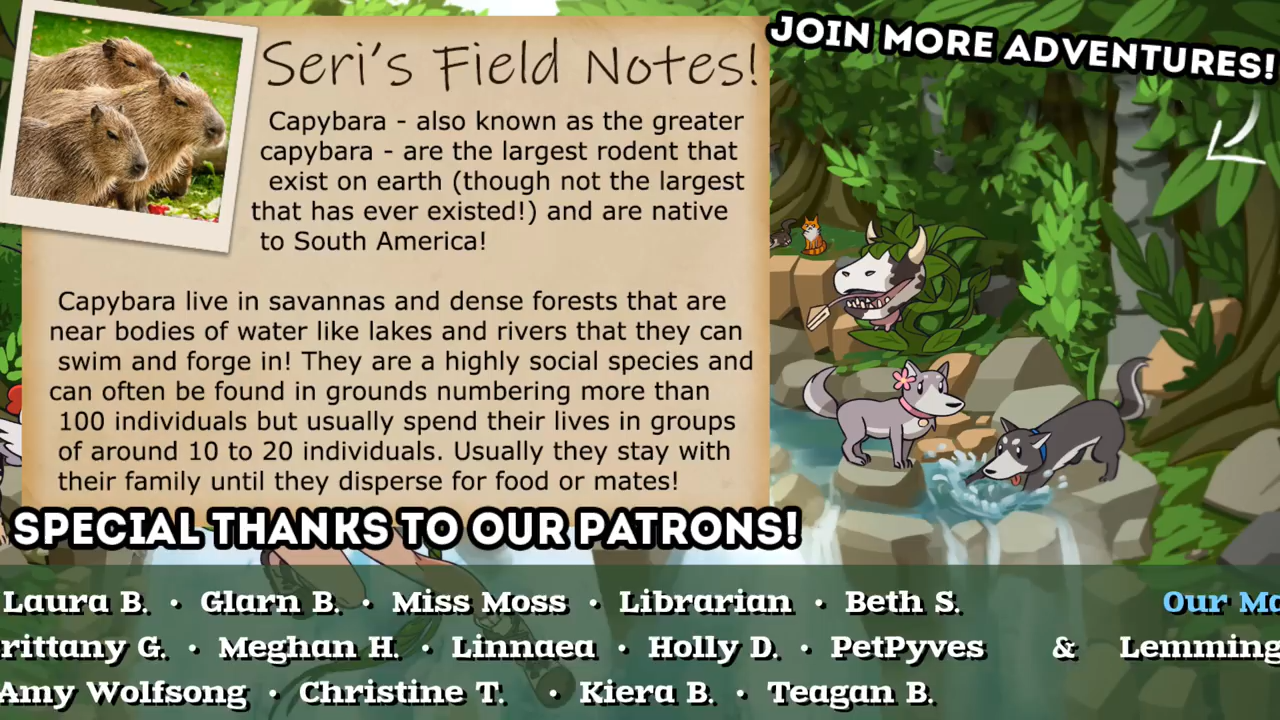 Seri's Field Notes!
JOIN MORE ADVENTURES!
Capybara - also known as the greater
capybara - are the largest rodent that
exist on earth (though not the largest
that has ever existed!) and are native
to South America!
Capybara live in savannas and dense forests that are
near bodies of water like lakes and rivers that they can
swim and forge in! They are a highly social species and
can often be found in grounds numbering more than
100 individuals but usually spend their lives in groups
of around 10 to 20 individuals. Usually they stay with
their family until they disperse for food or mates!
SPECIAL THANKS TO OUR PATRONS!
Laura B. • Glarn B. • Miss Moss • Librarian • Beth S. Our Ma
rittany G. • Meghan H. • Linnaea • Holly D. • PetPyves & Lemming
Amy Wolfsong • Christine T. • Kiera B. • Teagan B.